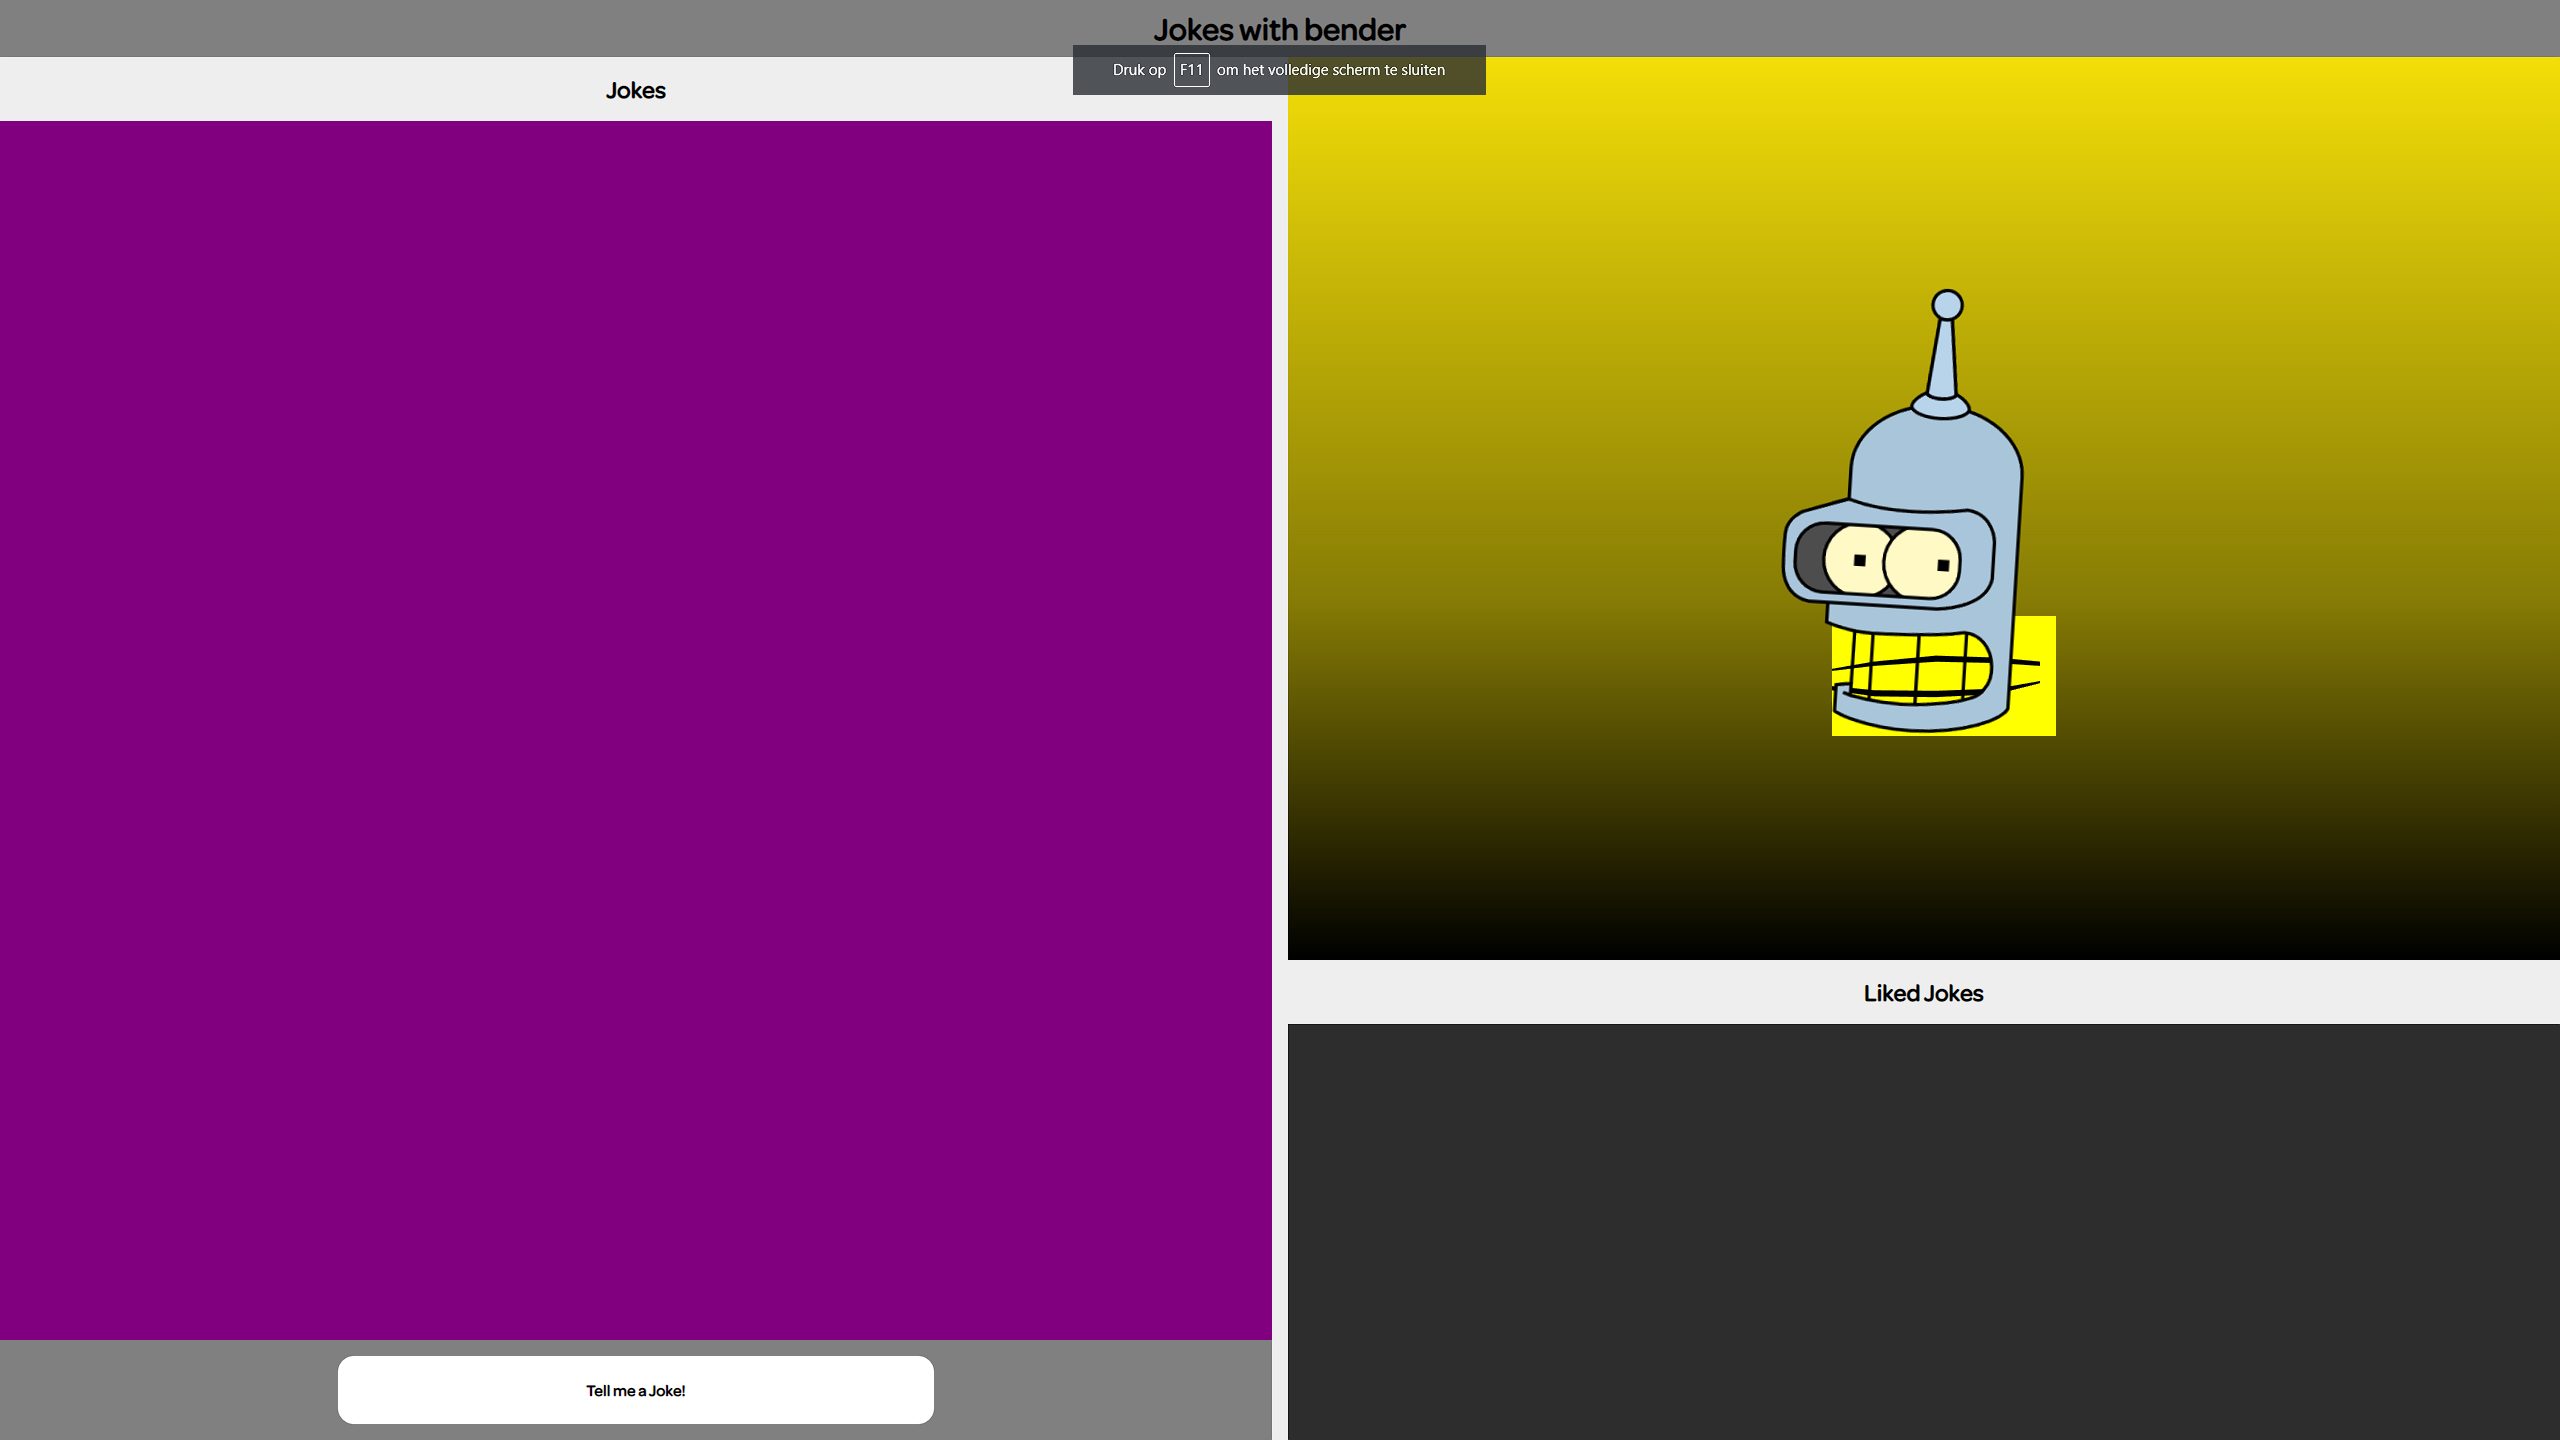 Jokes with bender
Druk op F11 om het volledige scherm te sluiten
Jokes
Liked Jokes
Tell me a Joke!